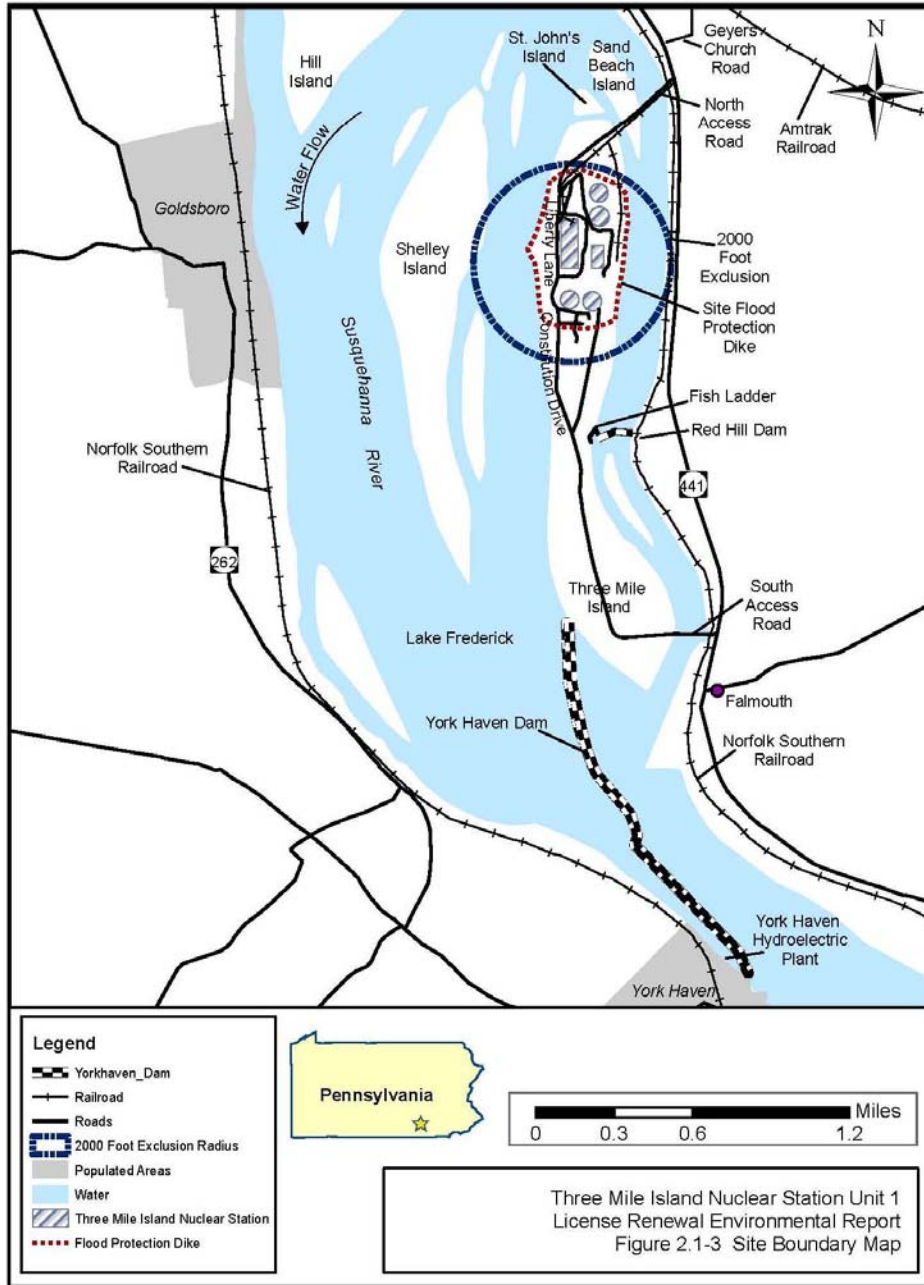 Geyers
Church
Road
N
St. John's
Island
Sand
Beach
Island
Hill
Island
North
Access
Road
Amtrak
Railroad
Water Flow
Goldsboro
Liberty Lane
2000
Foot
Exclusion
Shelley
Island
Site Flood
Protection
Dike
Construction Drive
Susquehanna
River
Fish Ladder
Red Hill Dam
Norfolk Southern
Railroad
441
262
Three Mile
Island
South
Access
Road
Lake Frederick
Falmouth
York Haven Dam
Norfolk Southern
Railroad
York Haven
Hydroelectric
Plant
York Haven
Legend
Yorkhaven_Dam
Railroad
Roads
2000 Foot Exclusion Radius
Populated Areas
Water
Three Mile Island Nuclear Station
Flood Protection Dike
Pennsylvania
Miles
0 0.3 0.6 1.2
Three Mile Island Nuclear Station Unit 1
License Renewal Environmental Report
Figure 2.1-3 Site Boundary Map